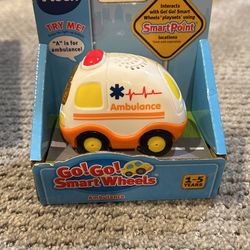 TRY ME!
"A" is for
ambulance!
Interacts
with Go! Go! Smart
Wheels® playsets using
SmartPoint
locations
Ambulance
Go! Go!
Smart Wheels
Ambulance
1-5
YEARS